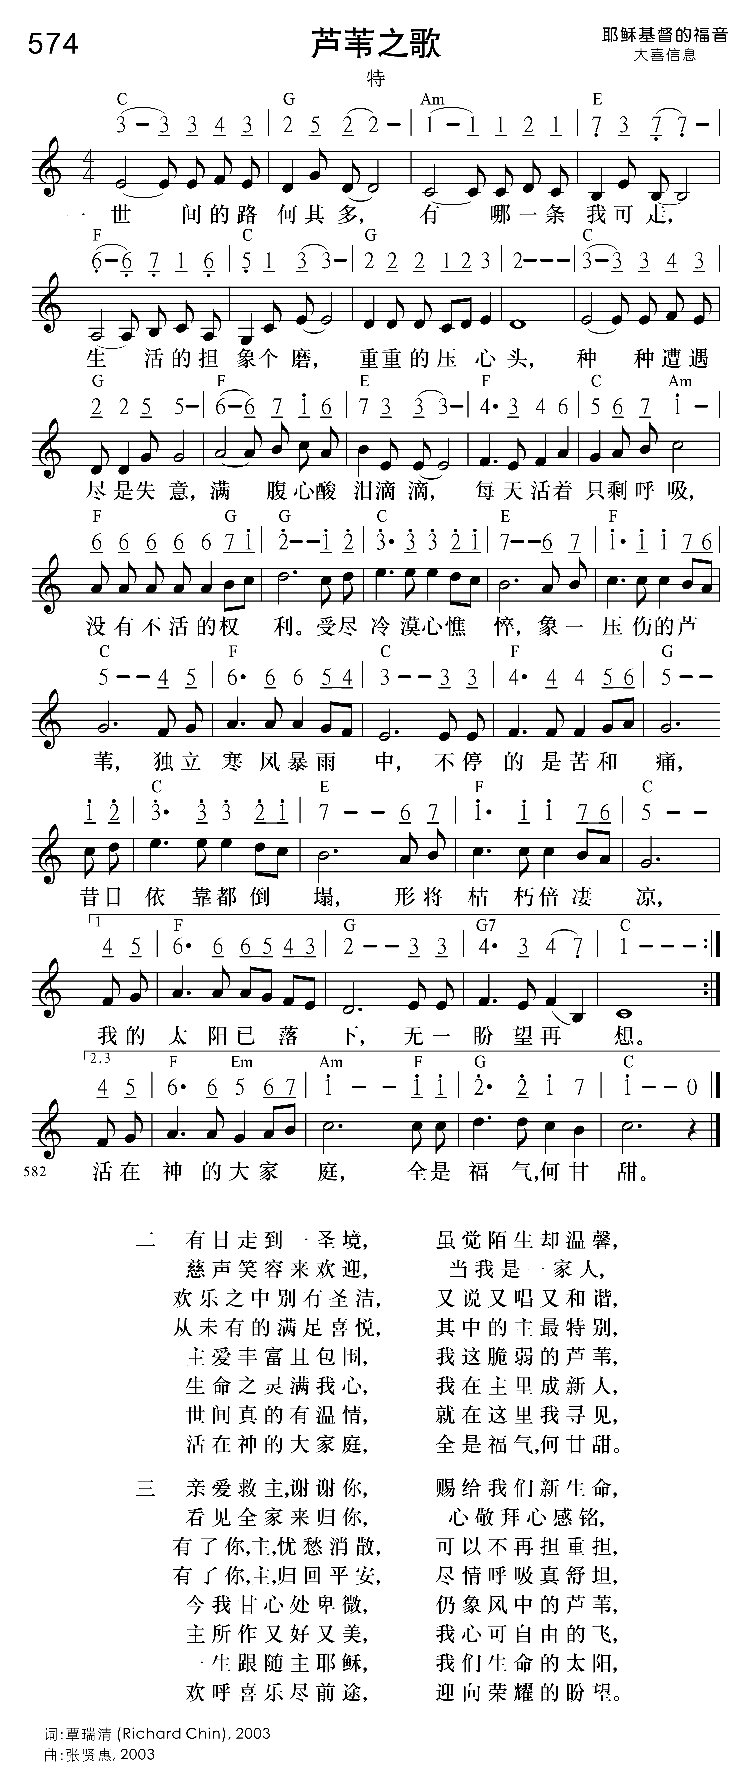 574
芦苇之歌
耶稣基督的福音
大喜信息
特
C G Am E
3 – 3 3 4 3 | 2 5 2 2 – | 1 – 1 1 2 1 | 7 3 7 7 – |
4
4
一 世 间的路 何其多， 有 哪一条 我可走，
F C G C
6 – 6 7 1 6 | 5 1 3 3 – | 2 2 2 1 2 3 | 2 – – – | 3 – 3 3 4 3 |
生 活的担 象个磨， 重重的压心头， 种 种遭遇
G F E F C Am
2 2 5 5 – | 6 – 6 7 1 6 | 7 3 3 3 – | 4· 3 4 6 | 5 6 7 1 – |
尽是失意，满 腹心酸 泪滴滴， 每天活着 只剩呼吸，
F G G C E F
6 6 6 6 6 7 1 | 2 – – 1 2 | 3· 3 3 2 1 | 7 – – 6 7 | 1· 1 1 7 6 |
没有不活的权 利。受尽 冷漠心憔 悴，象一 压伤的芦
C F C F G
5 – – 4 5 | 6· 6 6 5 4 | 3 – – 3 3 | 4· 4 4 5 6 | 5 – – |
苇，独立 寒风暴雨 中，不停 的是苦和 痛，
C E F C
1 2 | 3· 3 3 2 1 | 7 – – 6 7 | 1· 1 1 7 6 | 5 – – |
昔日 依靠都倒 塌，形将 枯朽倍凄 凉，
1 F G G7 C
4 5 | 6· 6 6 5 4 3 | 2 – – 3 3 | 4· 3 4 7 | 1 – – – :|
我的 太阳已落 下，无一 盼望再 想。
2.3 F Em Am F G C
4 5 | 6· 6 5 6 7 | 1 – – 1 1 | 2· 2 1 7 | 1 – – 0 |
582 活在 神的大家 庭，全是 福气,何甘 甜。
二 有日走到一圣境， 虽觉陌生却温馨，
慈声笑容来欢迎， 当我是一家人，
欢乐之中别有圣洁， 又说又唱又和谐，
从未有的满足喜悦， 其中的主最特别，
主爱丰富且包围， 我这脆弱的芦苇，
生命之灵满我心， 我在主里成新人，
世间真的有温情， 就在这里我寻见，
活在神的大家庭， 全是福气,何甘甜。
三 亲爱救主,谢谢你， 赐给我们新生命，
看见全家来归你， 心敬拜心感铭，
有了你,主,忧愁消散， 可以不再担重担，
有了你,主,归回平安， 尽情呼吸真舒坦，
今我甘心处卑微， 仍象风中的芦苇，
主所作又好又美， 我心可自由的飞，
一生跟随主耶稣， 我们生命的太阳，
欢呼喜乐尽前途， 迎向荣耀的盼望。
词:覃瑞清 (Richard Chin), 2003
曲:张贤惠, 2003